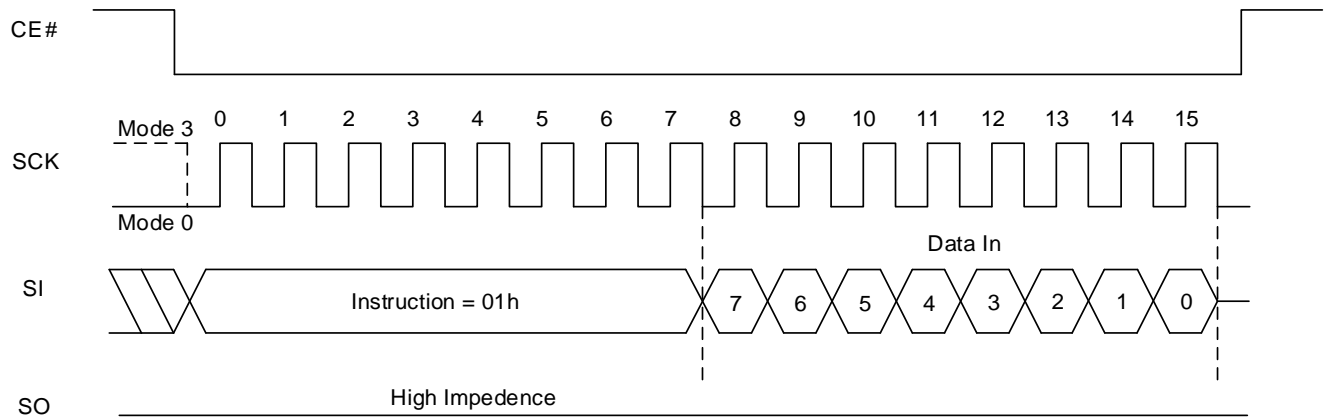 CE#
0 1 2 3 4 5 6 7 8 9 10 11 12 13 14 15
Mode 3
SCK
Mode 0
Data In
SI
Instruction = 01h
7 6 5 4 3 2 1 0
High Impedence
SO